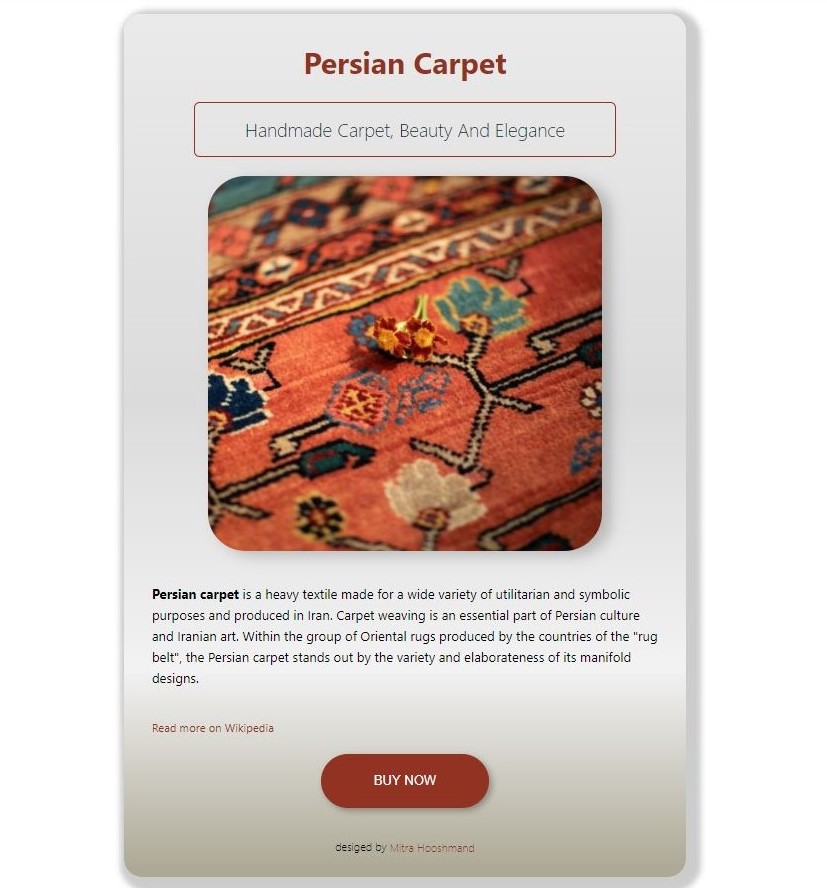 Persian Carpet
Handmade Carpet, Beauty And Elegance
Persian carpet is a heavy textile made for a wide variety of utilitarian and symbolic
purposes and produced in Iran. Carpet weaving is an essential part of Persian culture
and Iranian art. Within the group of Oriental rugs produced by the countries of the "rug
belt", the Persian carpet stands out by the variety and elaborateness of its manifold
designs.
Read more on Wikipedia
BUY NOW
desiged by Mitra Hooshmand